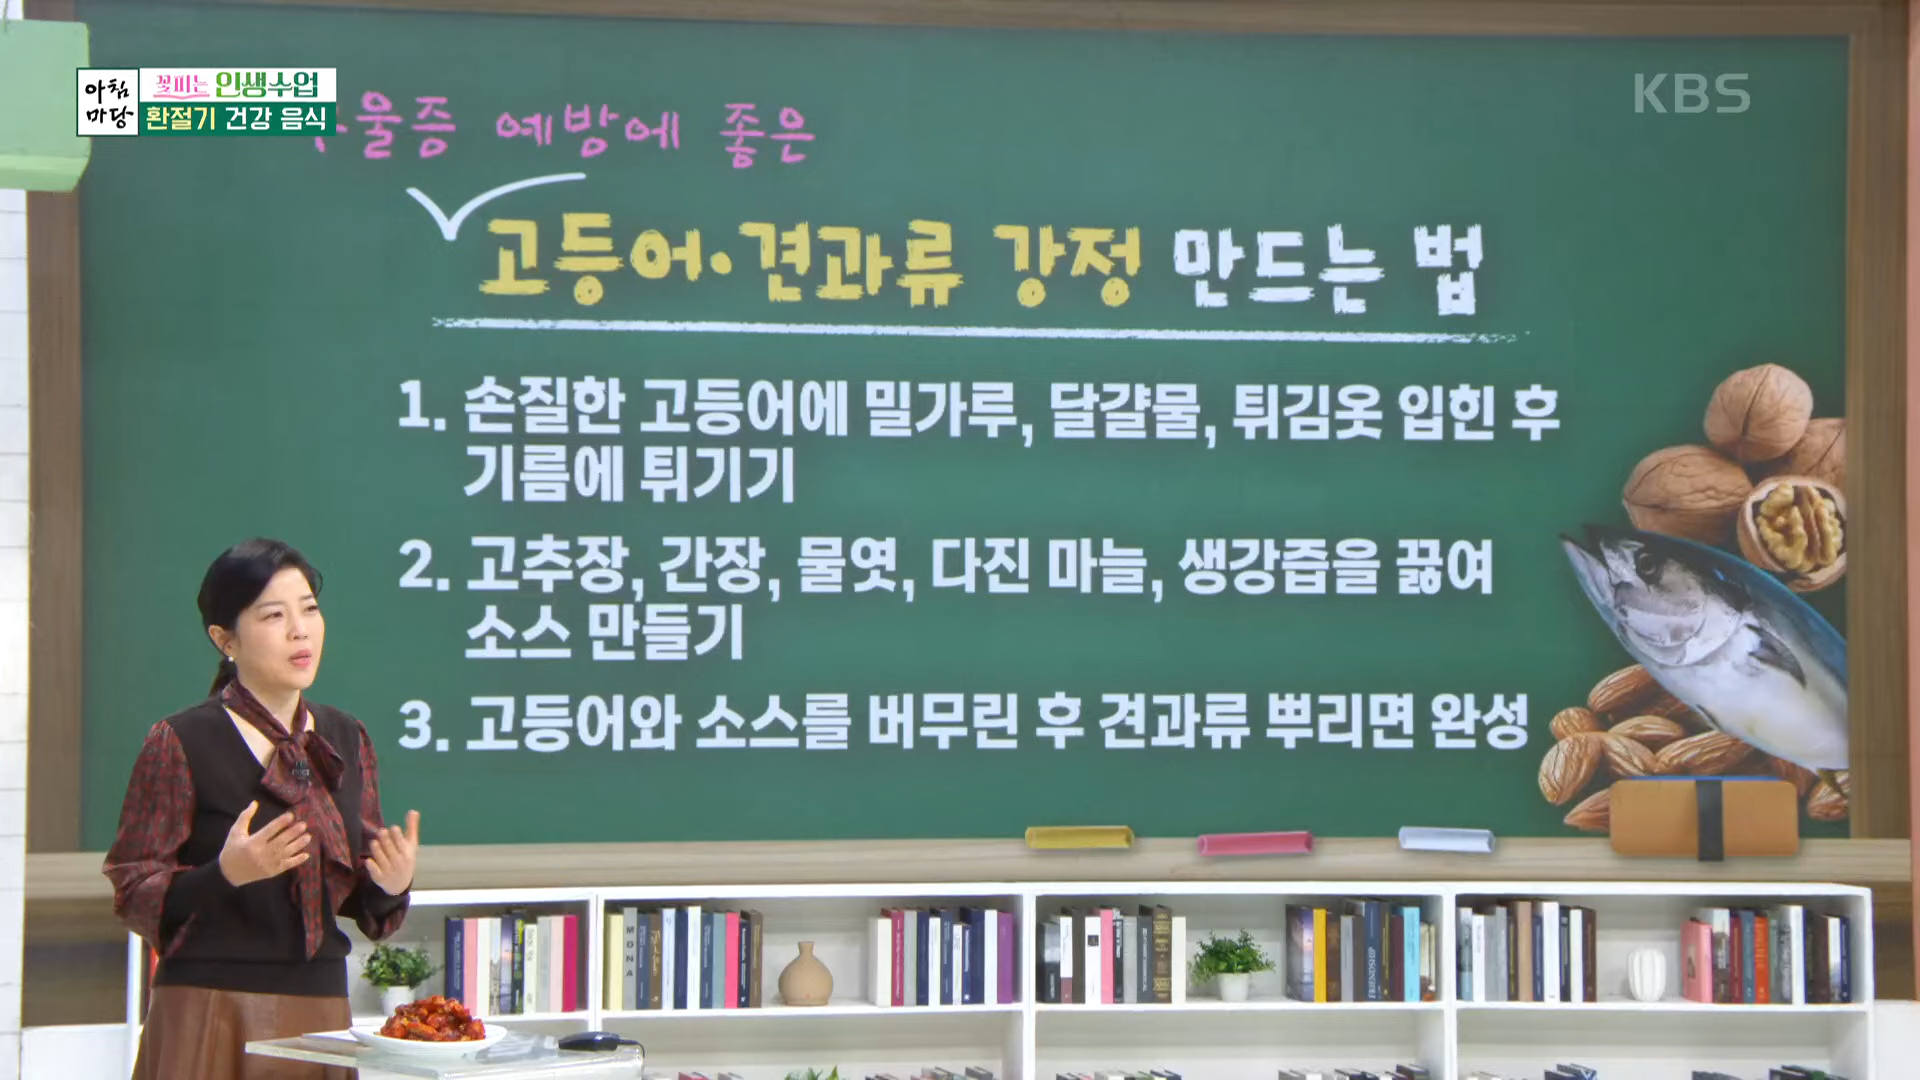 아침
마당
꽃피는 인생수업
환절기 건강 음식
KBS
우울증 예방에 좋은
고등어·견과류 강정 만드는 법
1. 손질한 고등어에 밀가루, 달걀물, 튀김옷 입힌 후
기름에 튀기기
2. 고추장, 간장, 물엿, 다진 마늘, 생강즙을 끓여
소스 만들기
3. 고등어와 소스를 버무린 후 견과류 뿌리면 완성
MONA